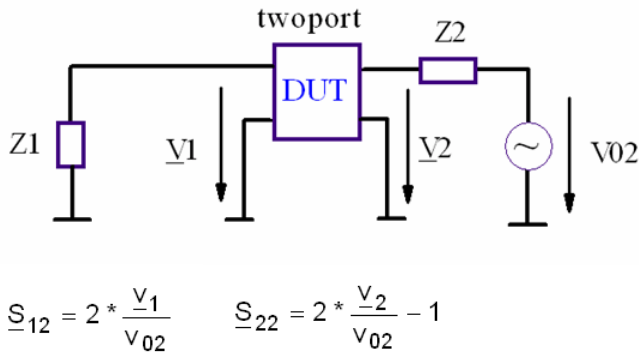 twoport
Z2
DUT
Z1
V1
V2
~
V02
S12 = 2 * V1 / V02
S22 = 2 * V2 / V02 − 1